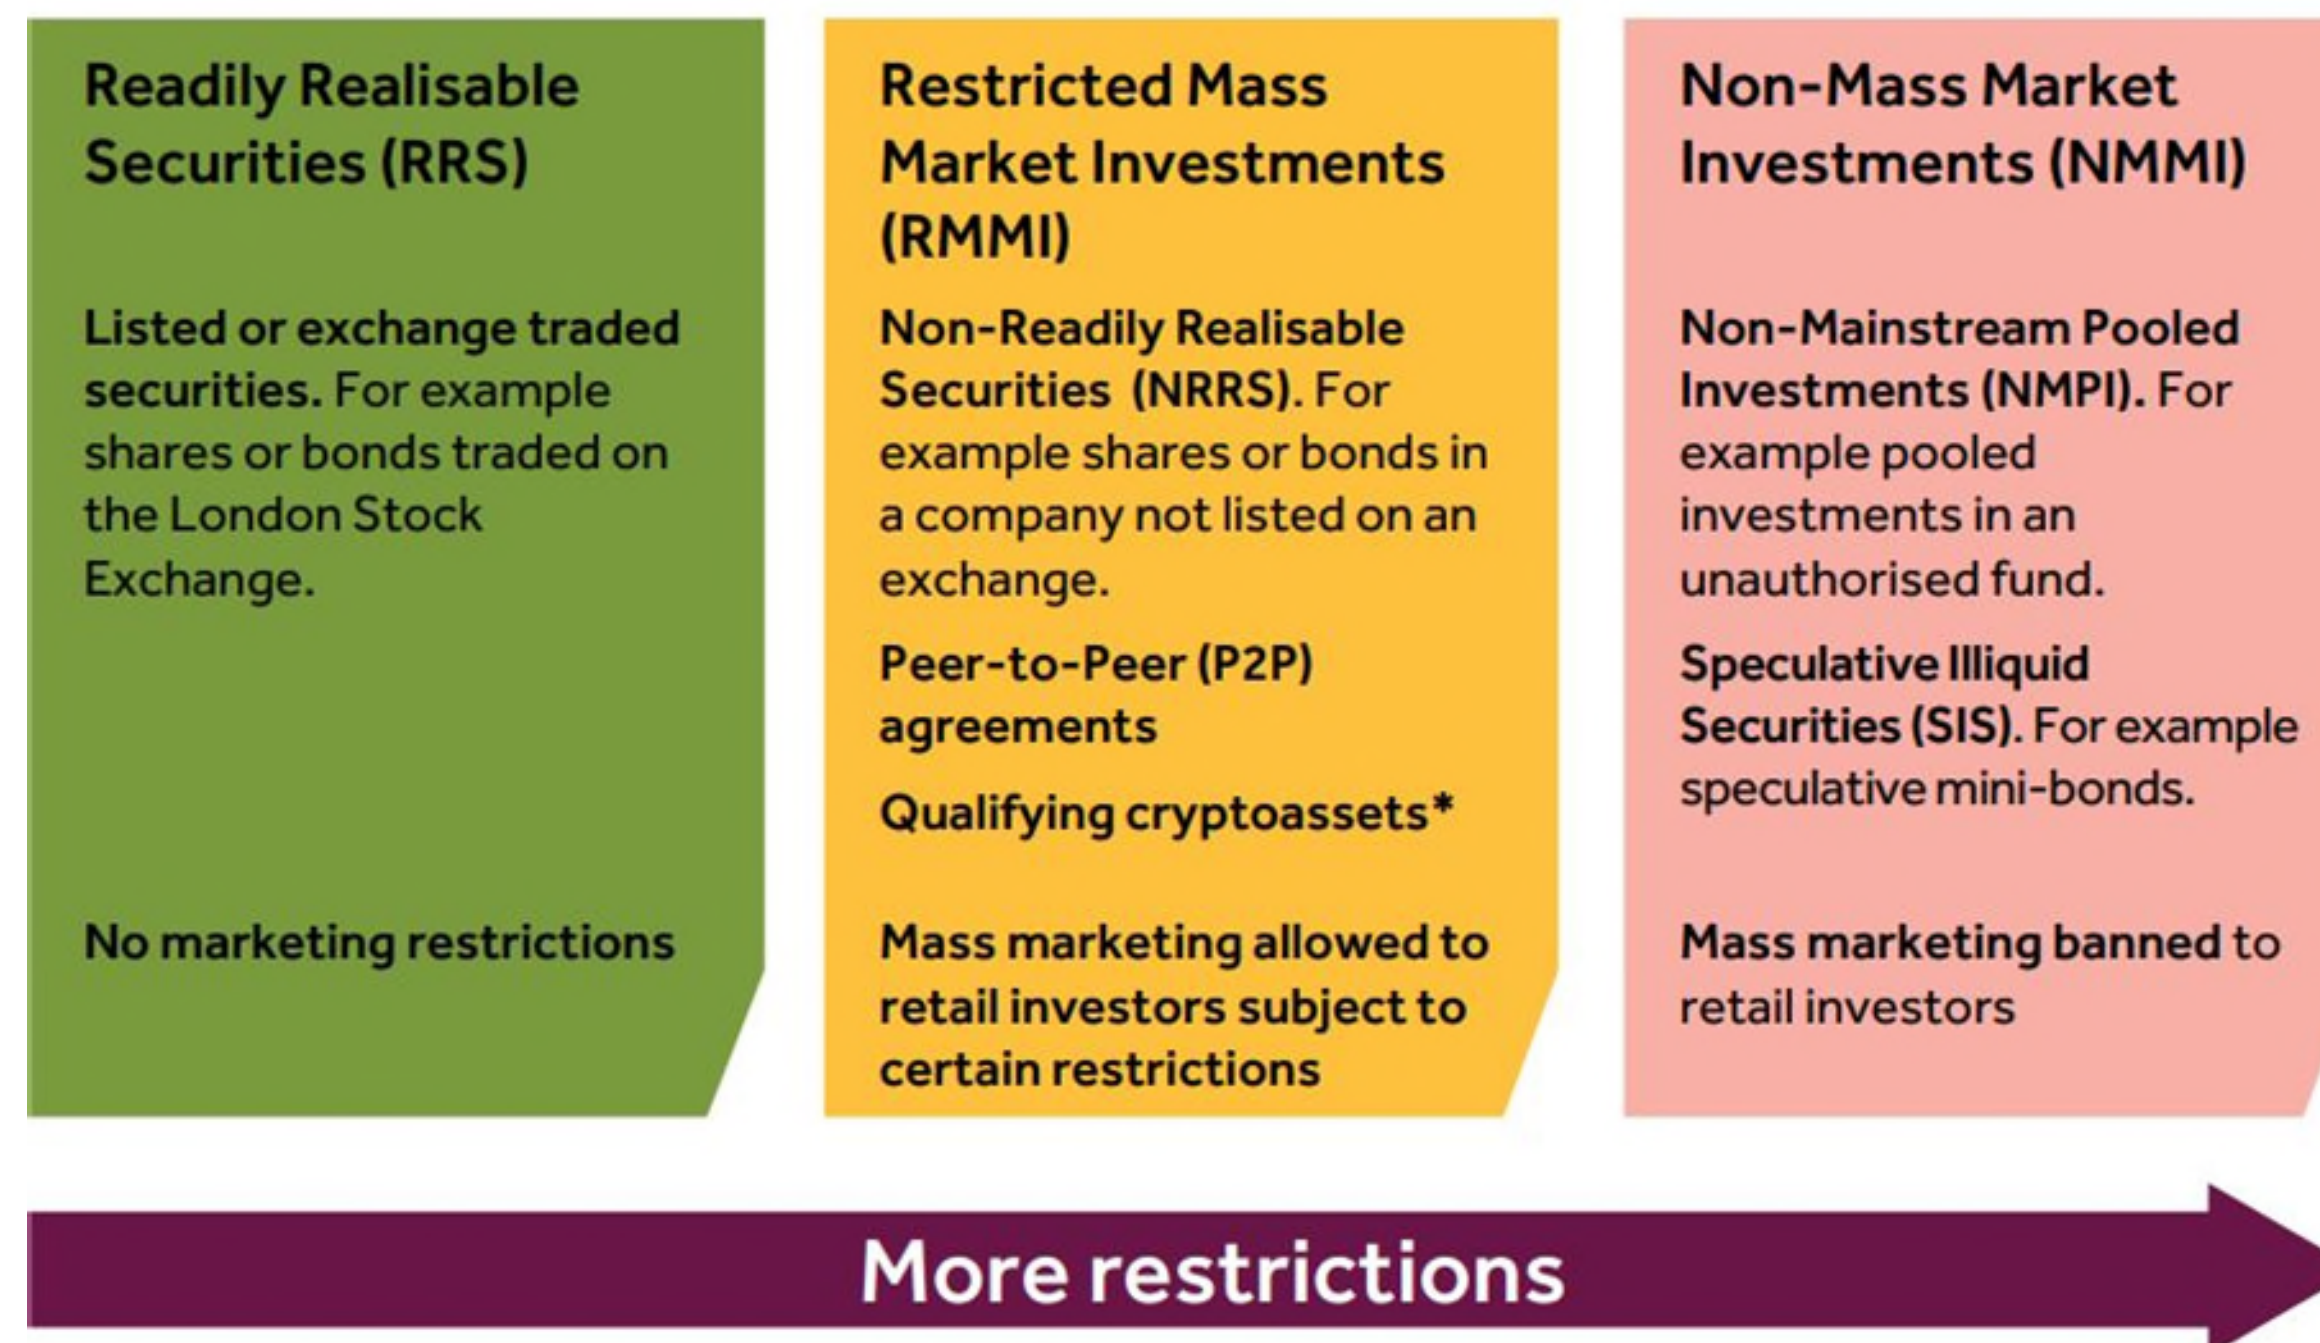 Readily Realisable
Securities (RRS)
Listed or exchange traded
securities. For example
shares or bonds traded on
the London Stock
Exchange.
No marketing restrictions
Restricted Mass
Market Investments
(RMMI)
Non-Readily Realisable
Securities (NRRS). For
example shares or bonds in
a company not listed on an
exchange.
Peer-to-Peer (P2P)
agreements
Qualifying cryptoassets*
Mass marketing allowed to
retail investors subject to
certain restrictions
Non-Mass Market
Investments (NMMI)
Non-Mainstream Pooled
Investments (NMPI). For
example pooled
investments in an
unauthorised fund.
Speculative Illiquid
Securities (SIS). For example
speculative mini-bonds.
Mass marketing banned to
retail investors
More restrictions